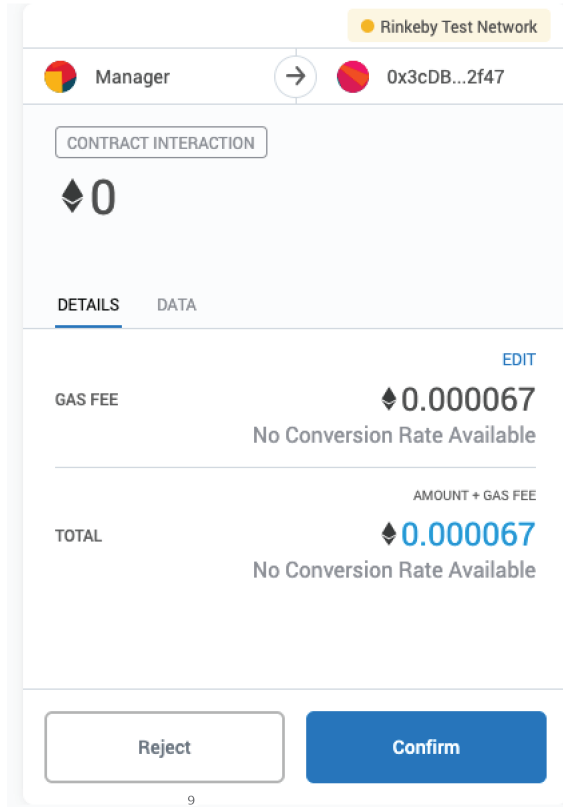 Rinkeby Test Network
Manager
0x3cDB...2f47
CONTRACT INTERACTION
0
DETAILS DATA
EDIT
GAS FEE
0.000067
No Conversion Rate Available
AMOUNT + GAS FEE
TOTAL
0.000067
No Conversion Rate Available
Reject
Confirm
9